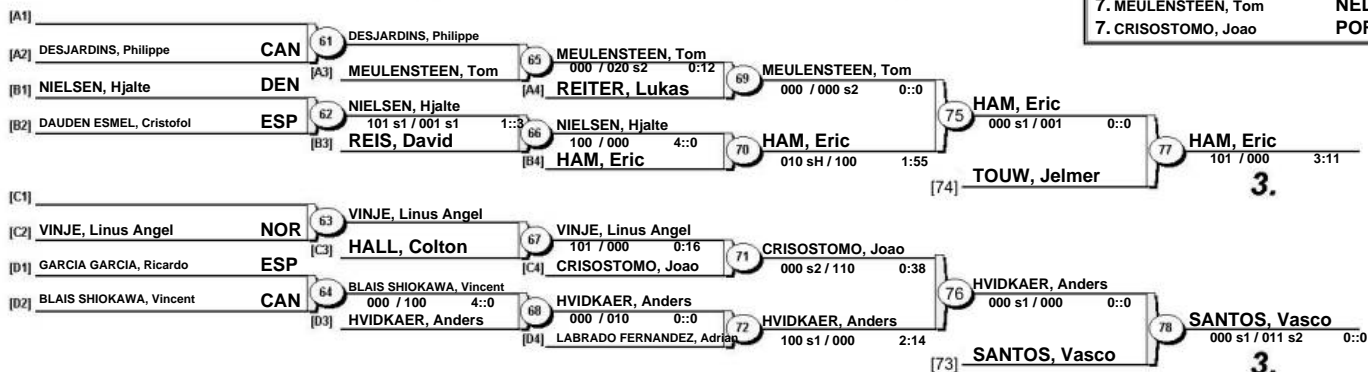 7. MEULENSTEEN, Tom
7. CRISOSTOMO, Joao
[A1]
[A2] DESJARDINS, Philippe CAN
61
DESJARDINS, Philippe
[A3] MEULENSTEEN, Tom
65
MEULENSTEEN, Tom
000 / 020 s2 0:12
[A4] REITER, Lukas
69
MEULENSTEEN, Tom
000 / 000 s2 0::0
[B1] NIELSEN, Hjalte DEN
[B2] DAUDEN ESMEL, Cristofol ESP
62
NIELSEN, Hjalte
101 s1 / 001 s1 1::3
[B3] REIS, David
66
NIELSEN, Hjalte
100 / 000 4::0
[B4] HAM, Eric
70
HAM, Eric
010 sH / 100 1:55
75
HAM, Eric
000 s1 / 001 0::0
[74] TOUW, Jelmer
77
HAM, Eric
101 / 000 3:11
3.
[C1]
[C2] VINJE, Linus Angel NOR
63
VINJE, Linus Angel
[C3] HALL, Colton
67
VINJE, Linus Angel
101 / 000 0:16
[C4] CRISOSTOMO, Joao
71
CRISOSTOMO, Joao
000 s2 / 110 0:38
[D1] GARCIA GARCIA, Ricardo ESP
[D2] BLAIS SHIOKAWA, Vincent CAN
64
BLAIS SHIOKAWA, Vincent
000 / 100 4::0
[D3] HVIDKAER, Anders
68
HVIDKAER, Anders
000 / 010 0::0
[D4] LABRADO FERNANDEZ, Adrian
72
HVIDKAER, Anders
100 s1 / 000 2:14
76
HVIDKAER, Anders
000 s1 / 000 0::0
[73] SANTOS, Vasco
78
SANTOS, Vasco
000 s1 / 011 s2 0::0
3.